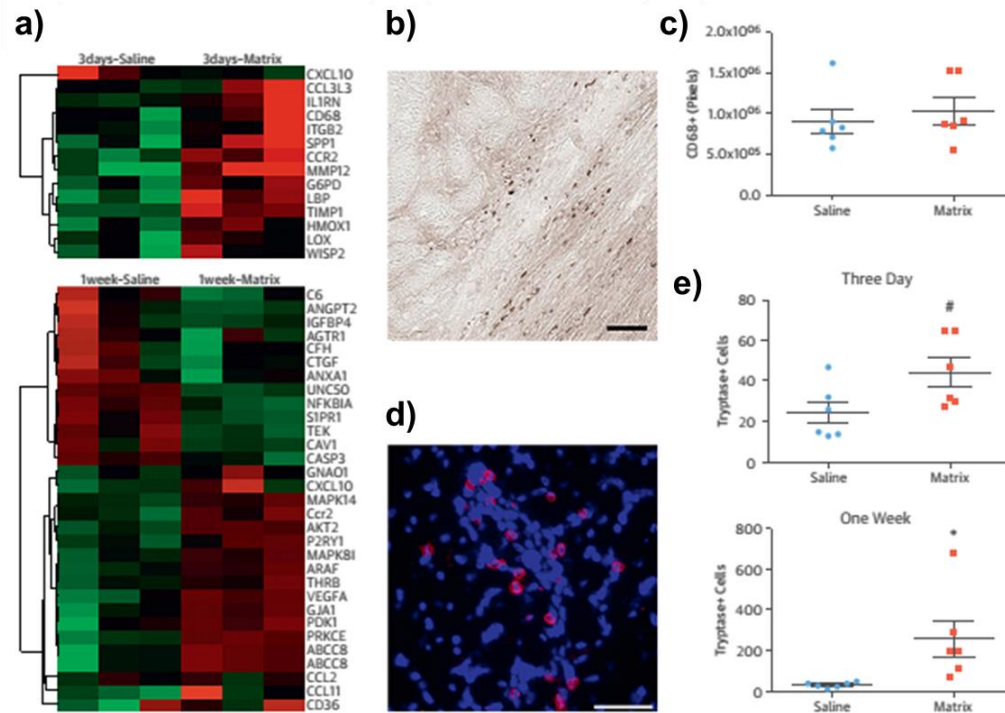 a)
3days-Saline 3days-Matrix
CXCL10
CCL3L3
IL1RN
CD68
ITGB2
SPP1
CCR2
MMP12
G6PD
LBP
TIMP1
HMOX1
LOX
WISP2
1week-Saline 1week-Matrix
C6
ANGPT2
IGFBP4
AGTR1
CFH
CTGF
ANXA1
UNC5O
NFKBIA
S1PR1
TEK
CAV1
CASP3
GNAO1
CXCL10
MAPK14
Ccr2
AKT2
P2RY1
MAPK8I
ARAF
THRB
VEGFA
GJA1
PDK1
PRKCE
ABCC8
ABCC8
CCL2
CCL11
CD36
b)
c)
CD68+ (Pixels)
2.0x10⁰⁶
1.5x10⁰⁶
1.0x10⁰⁶
5.0x10⁰⁵
0.0
Saline Matrix
d)
e)
Three Day
Tryptase+ Cells
80
60
40
20
0
#
Saline Matrix
One Week
Tryptase+ Cells
800
600
400
200
0
*
Saline Matrix